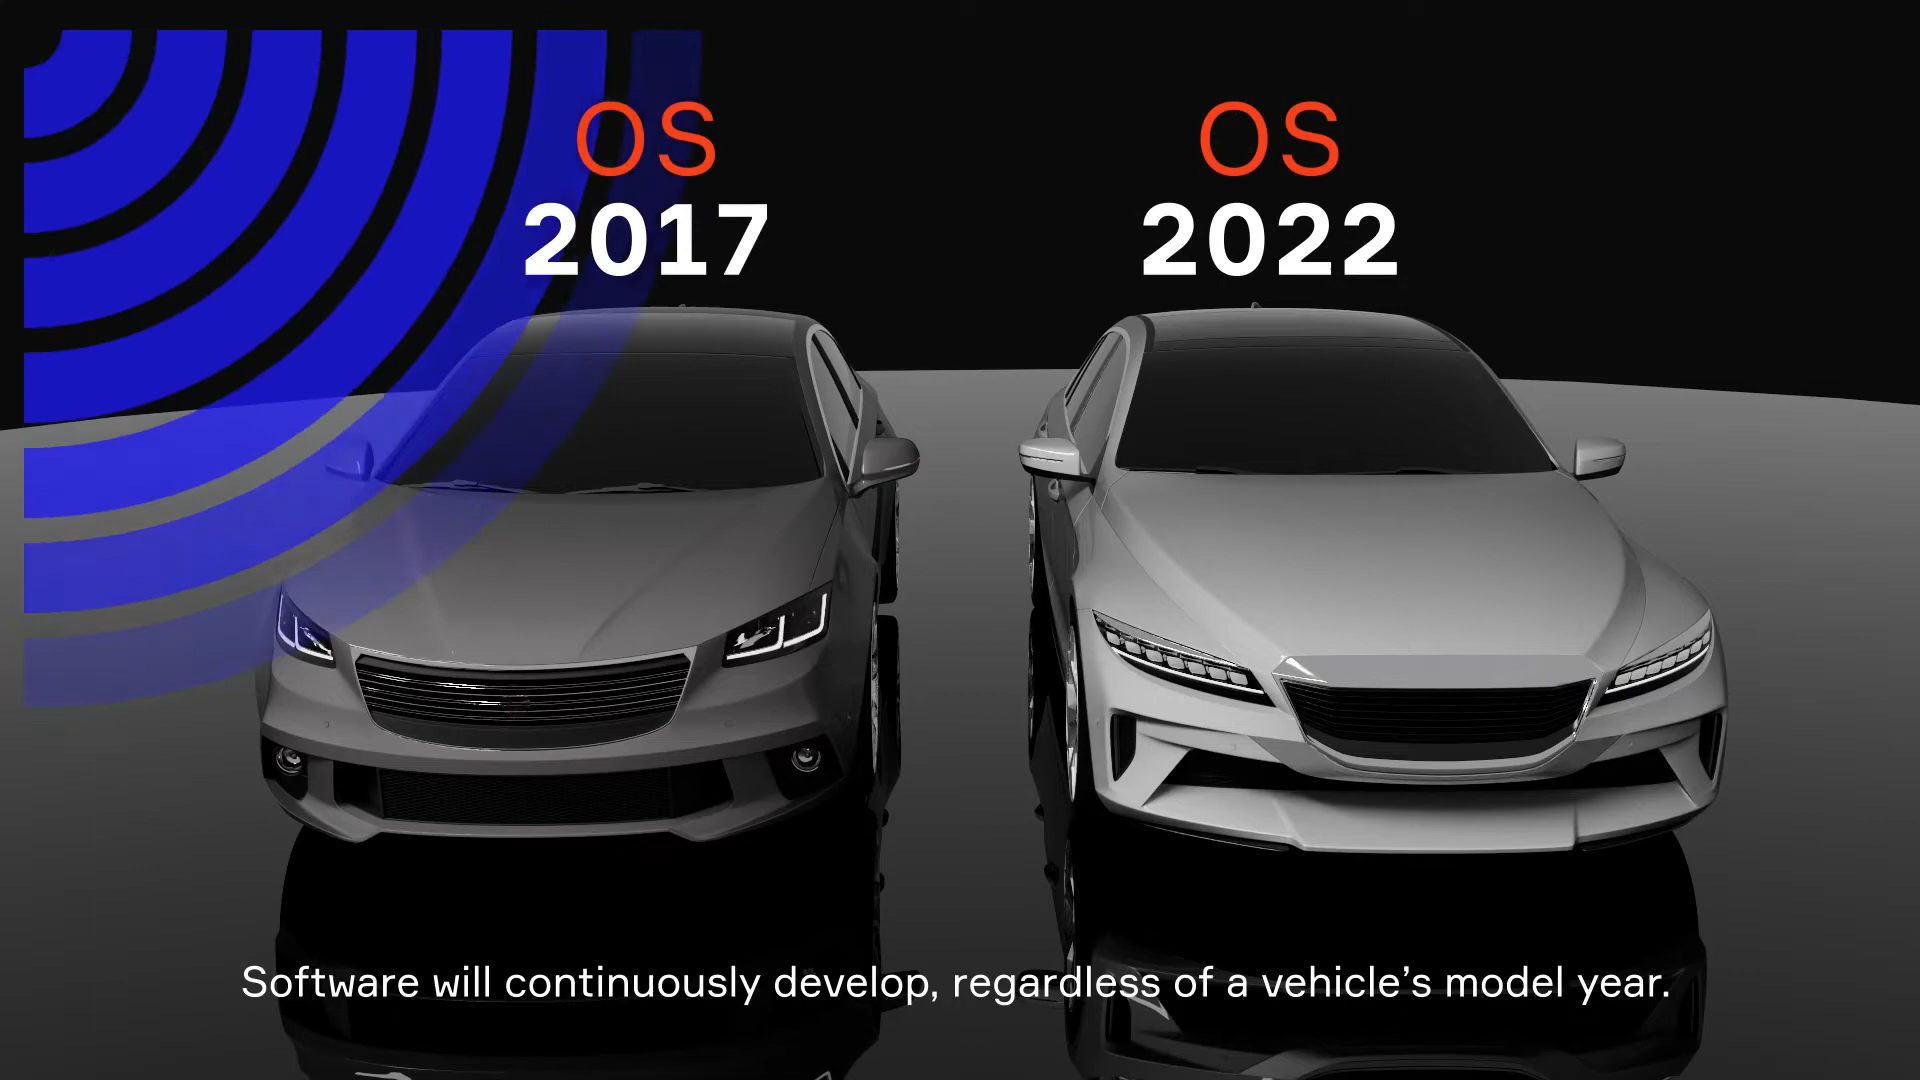 OS
2017
OS
2022
Software will continuously develop, regardless of a vehicle’s model year.